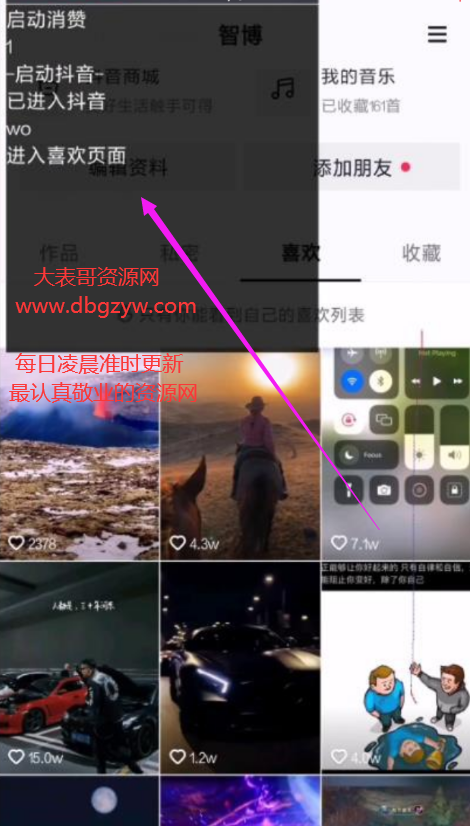 启动消赞
智博
1
-启动抖音-
音商城
我的音乐
已进入抖音
好生活触手可得
已收藏161首
wo
进入喜欢页面
编辑资料
添加朋友
作品
私密
喜欢
收藏
大表哥资源网
www.dbgzyw.com
只有你能看到自己的喜欢列表
每日凌晨准时更新
最认真敬业的资源网
Not Playing
Focus
2378
4.3w
7.1w
人都是，三十年河东
正能够让你好起来的 只有自律和自信。
能阻止你变好，除了你自己
15.0w
1.2w
4.0w